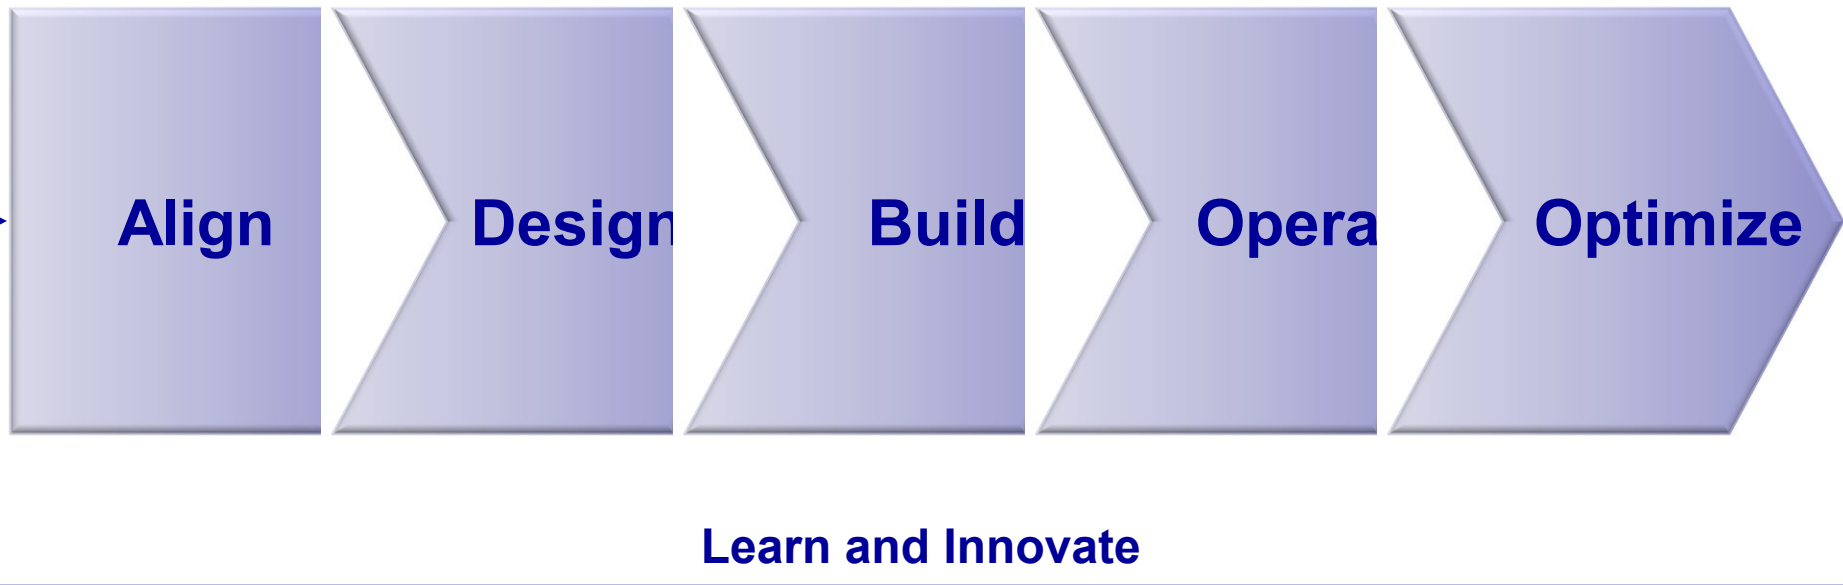 Align
Design
Build
Opera
Optimize
Learn and Innovate